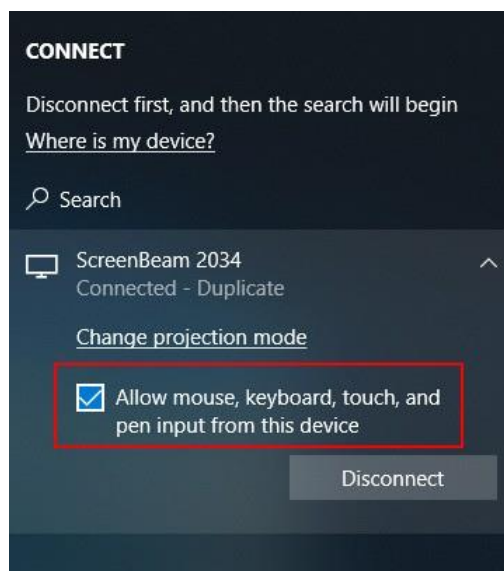 CONNECT
Disconnect first, and then the search will begin
Where is my device?
Search
ScreenBeam 2034
Connected - Duplicate
Change projection mode
Allow mouse, keyboard, touch, and
pen input from this device
Disconnect